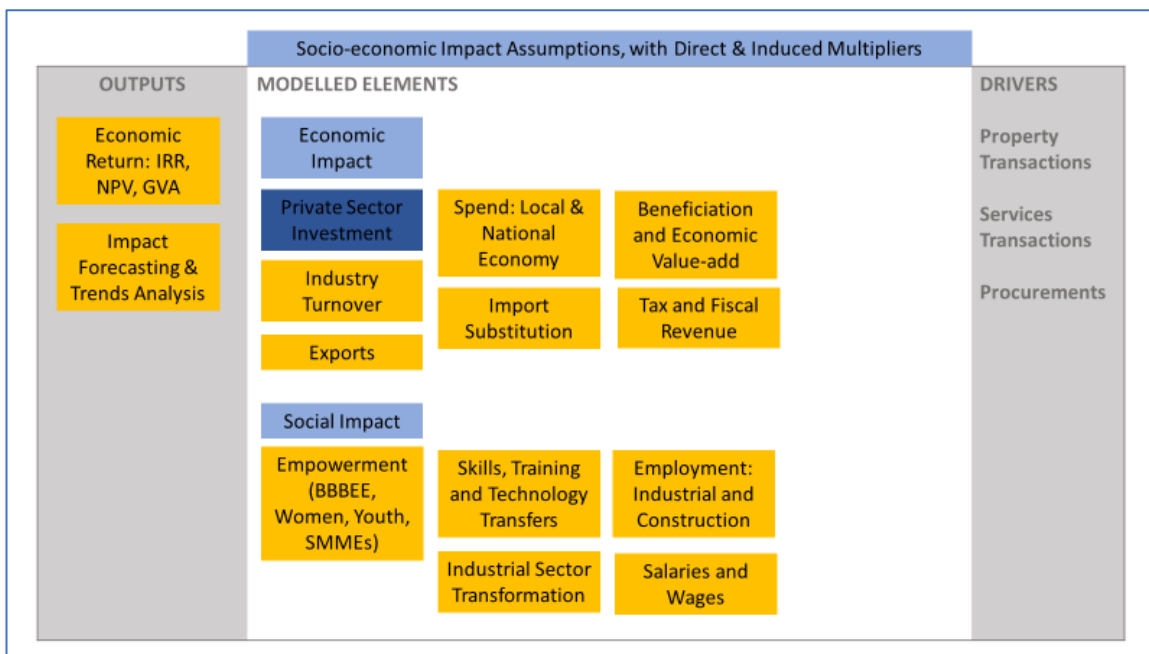 Socio-economic Impact Assumptions, with Direct & Induced Multipliers
OUTPUTS
Economic
Return: IRR,
NPV, GVA
Impact
Forecasting &
Trends Analysis
MODELLED ELEMENTS
Economic
Impact
Private Sector
Investment
Industry
Turnover
Exports
Spend: Local &
National
Economy
Import
Substitution
Beneficiation
and Economic
Value-add
Tax and Fiscal
Revenue
Social Impact
Empowerment
(BBBEE,
Women, Youth,
SMMEs)
Skills, Training
and Technology
Transfers
Industrial Sector
Transformation
Employment:
Industrial and
Construction
Salaries and
Wages
DRIVERS
Property
Transactions
Services
Transactions
Procurements